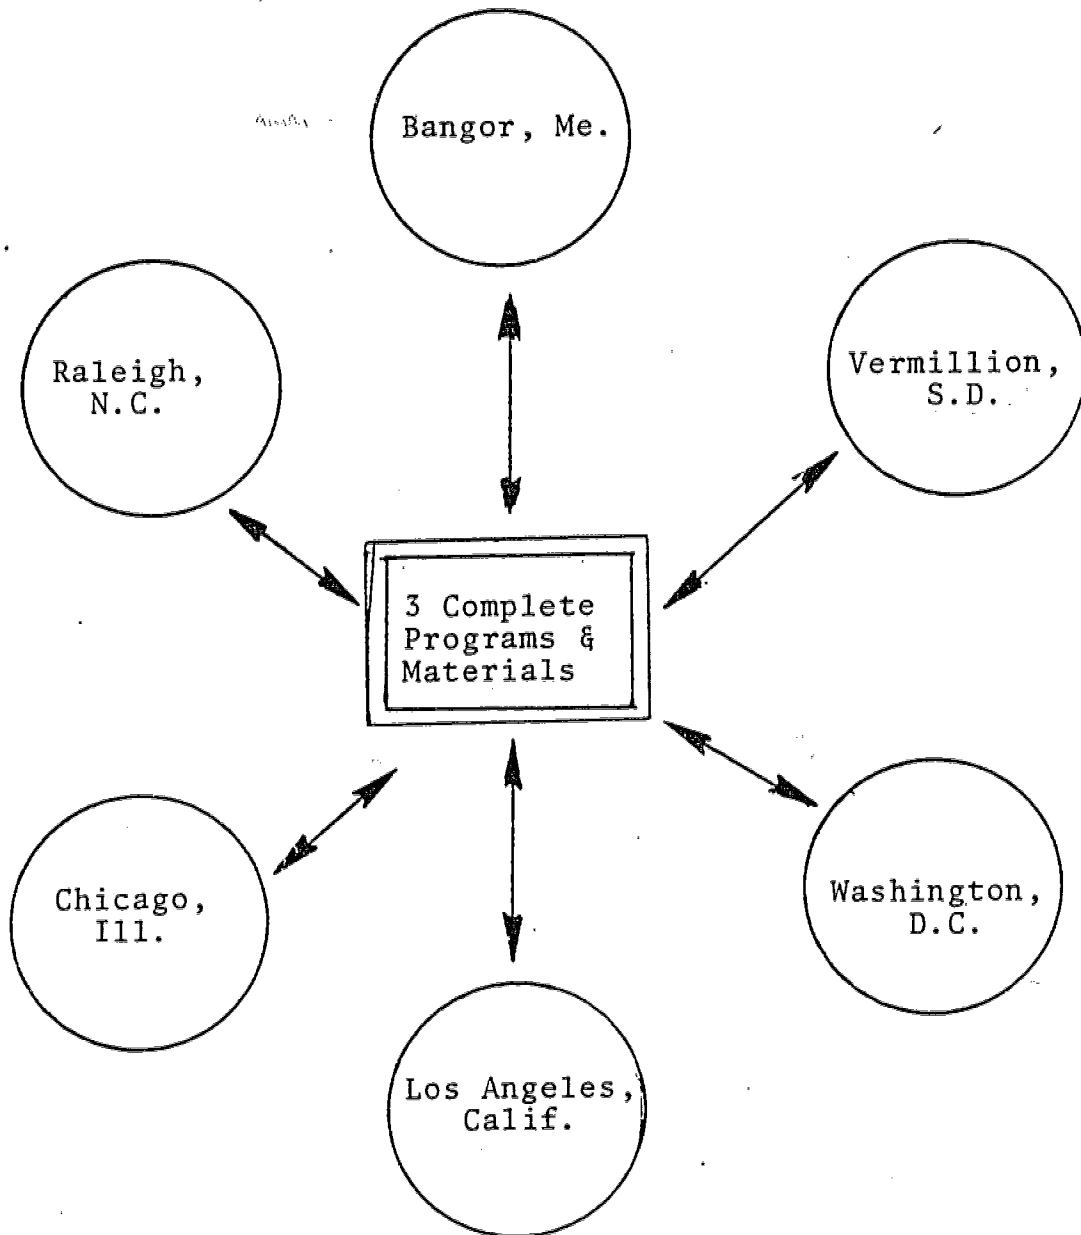 Bangor, Me.
Raleigh,
N.C.
Vermillion,
S.D.
3 Complete
Programs &
Materials
Chicago,
Ill.
Washington,
D.C.
Los Angeles,
Calif.